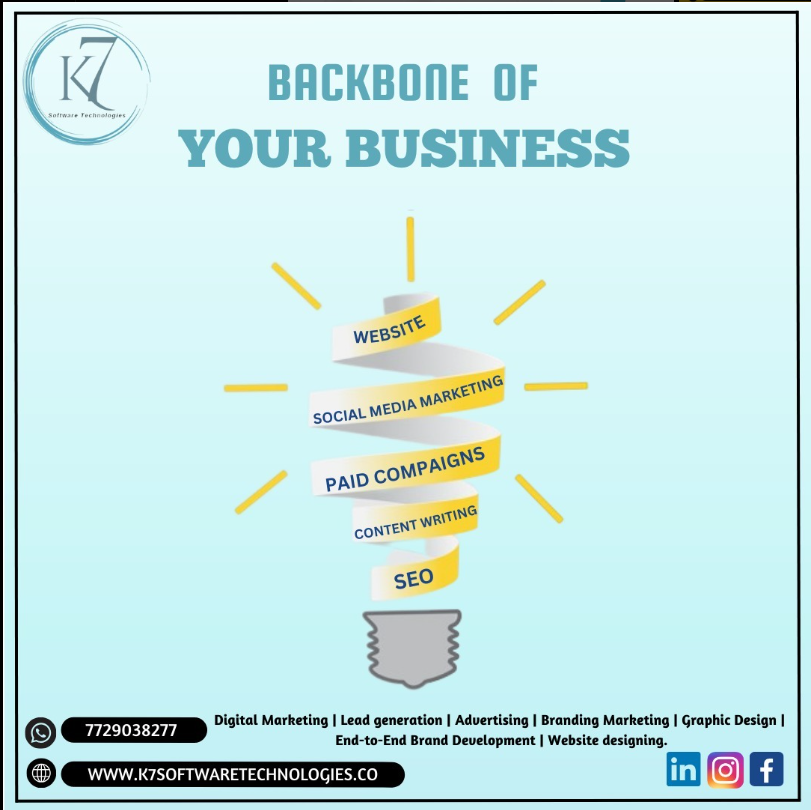 K7
Software Technologies
BACKBONE OF
YOUR BUSINESS
WEBSITE
SOCIAL MEDIA MARKETING
PAID COMPAIGNS
CONTENT WRITING
SEO
7729038277
Digital Marketing | Lead generation | Advertising | Branding Marketing | Graphic Design |
End-to-End Brand Development | Website designing.
WWW.K7SOFTWARETECHNOLOGIES.CO
in
f